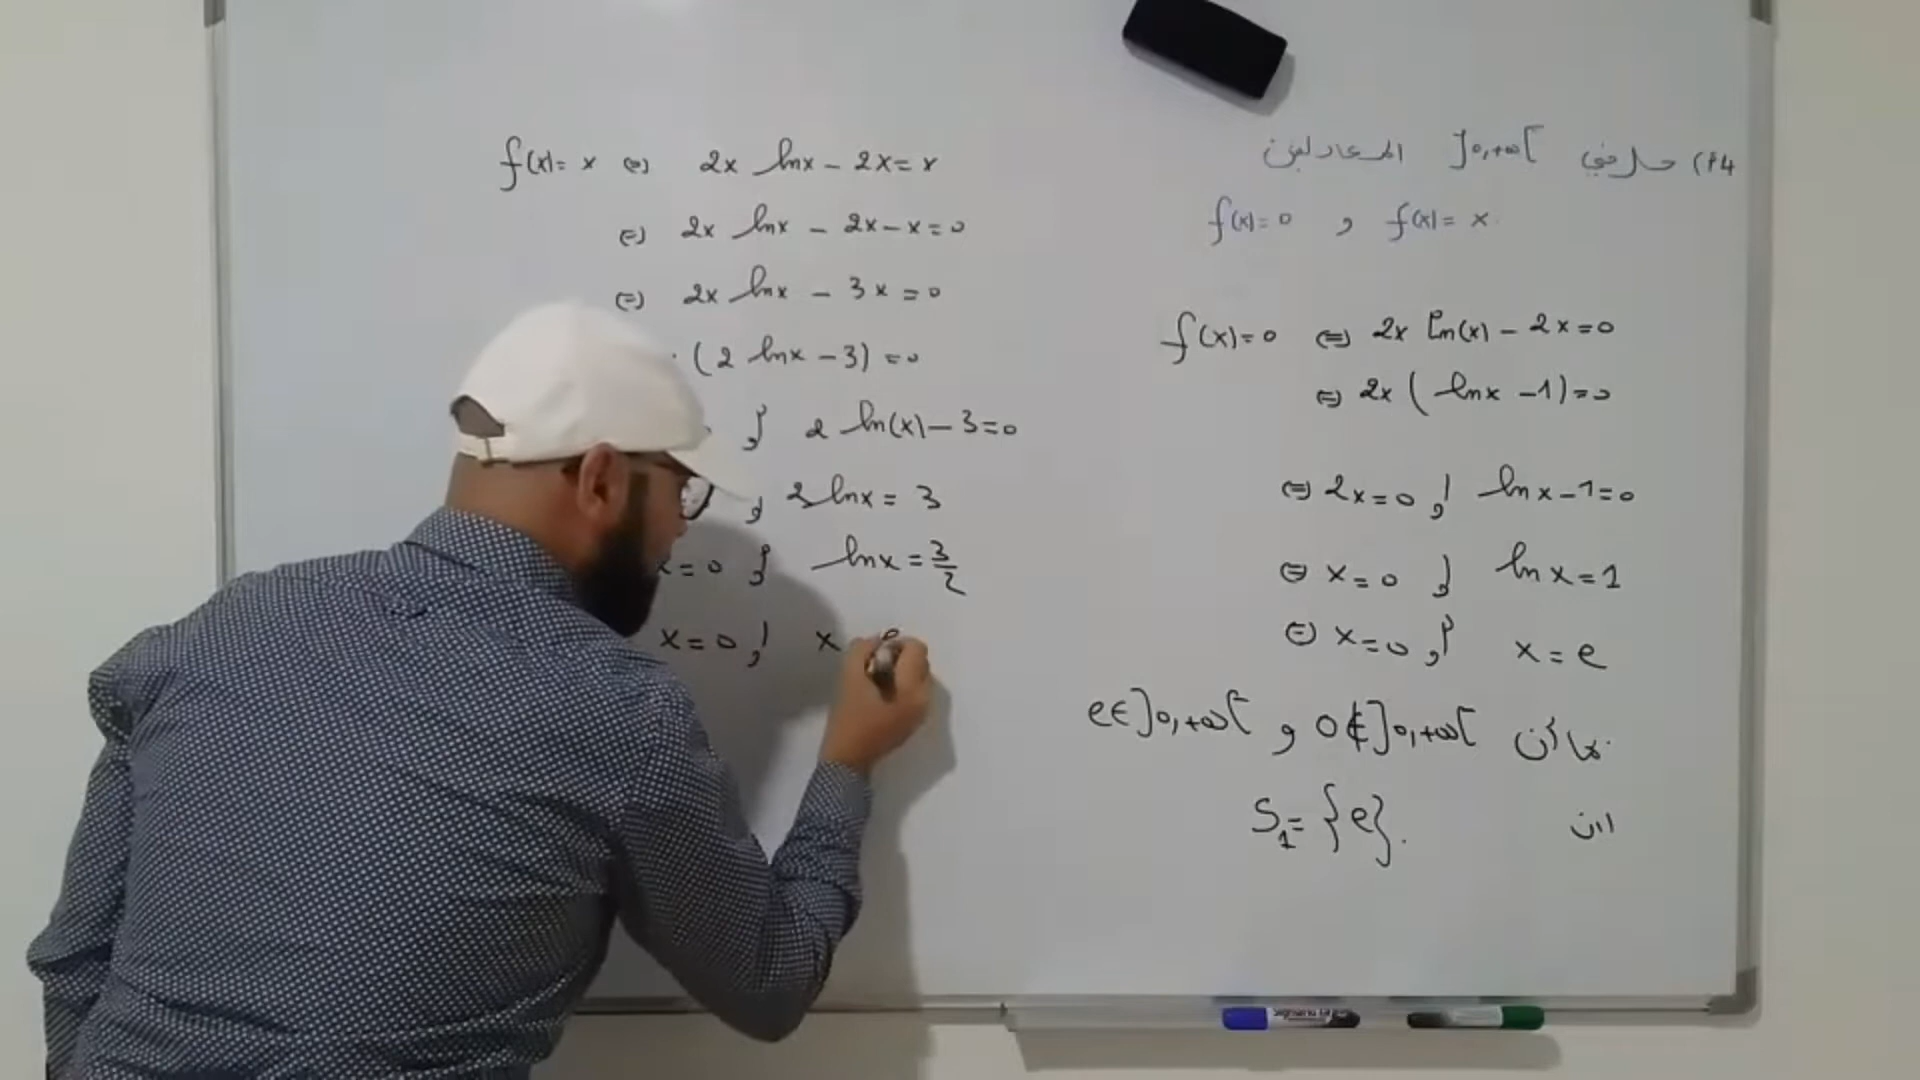 4أ) حل في ]0,+∞[ المعادلتين
f(x)=0 و f(x)=x.
f(x)=0 ⇔ 2x ln(x) - 2x=0
⇔ 2x (lnx -1)=0
⇔ 2x=0 أو lnx-1=0
⇔ x=0 أو lnx=1
⇔ x=0 أو x=e
بما أن 0∉]0,+∞[ و e∈]0,+∞[
اذن S₁={e}.
f(x)=x ⇔ 2x lnx - 2x=x
⇔ 2x lnx - 2x-x=0
⇔ 2x lnx - 3x=0
(2 lnx -3)=0
أو 2 ln(x)-3=0
أو 2lnx=3
x=0 أو lnx=3/2
x=0 أو x